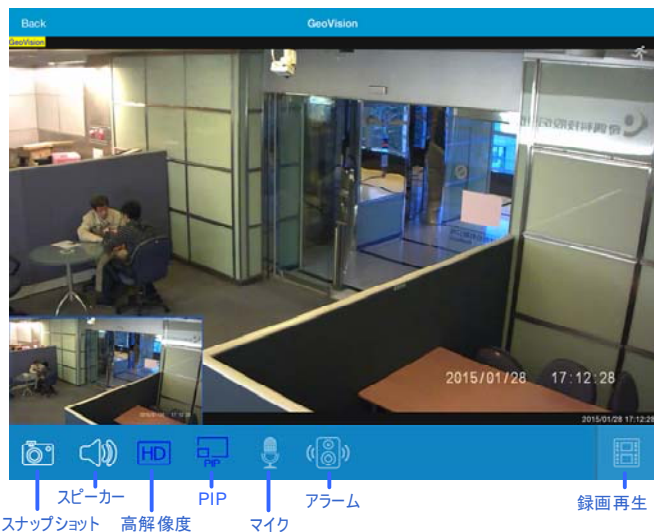 Back
GeoVision
GeoVision
2015/01/28 17:12:28
2015/01/28 17:12:28
HD
PIP
スピーカー
PIP
アラーム
録画再生
スナップショット
高解像度
マイク